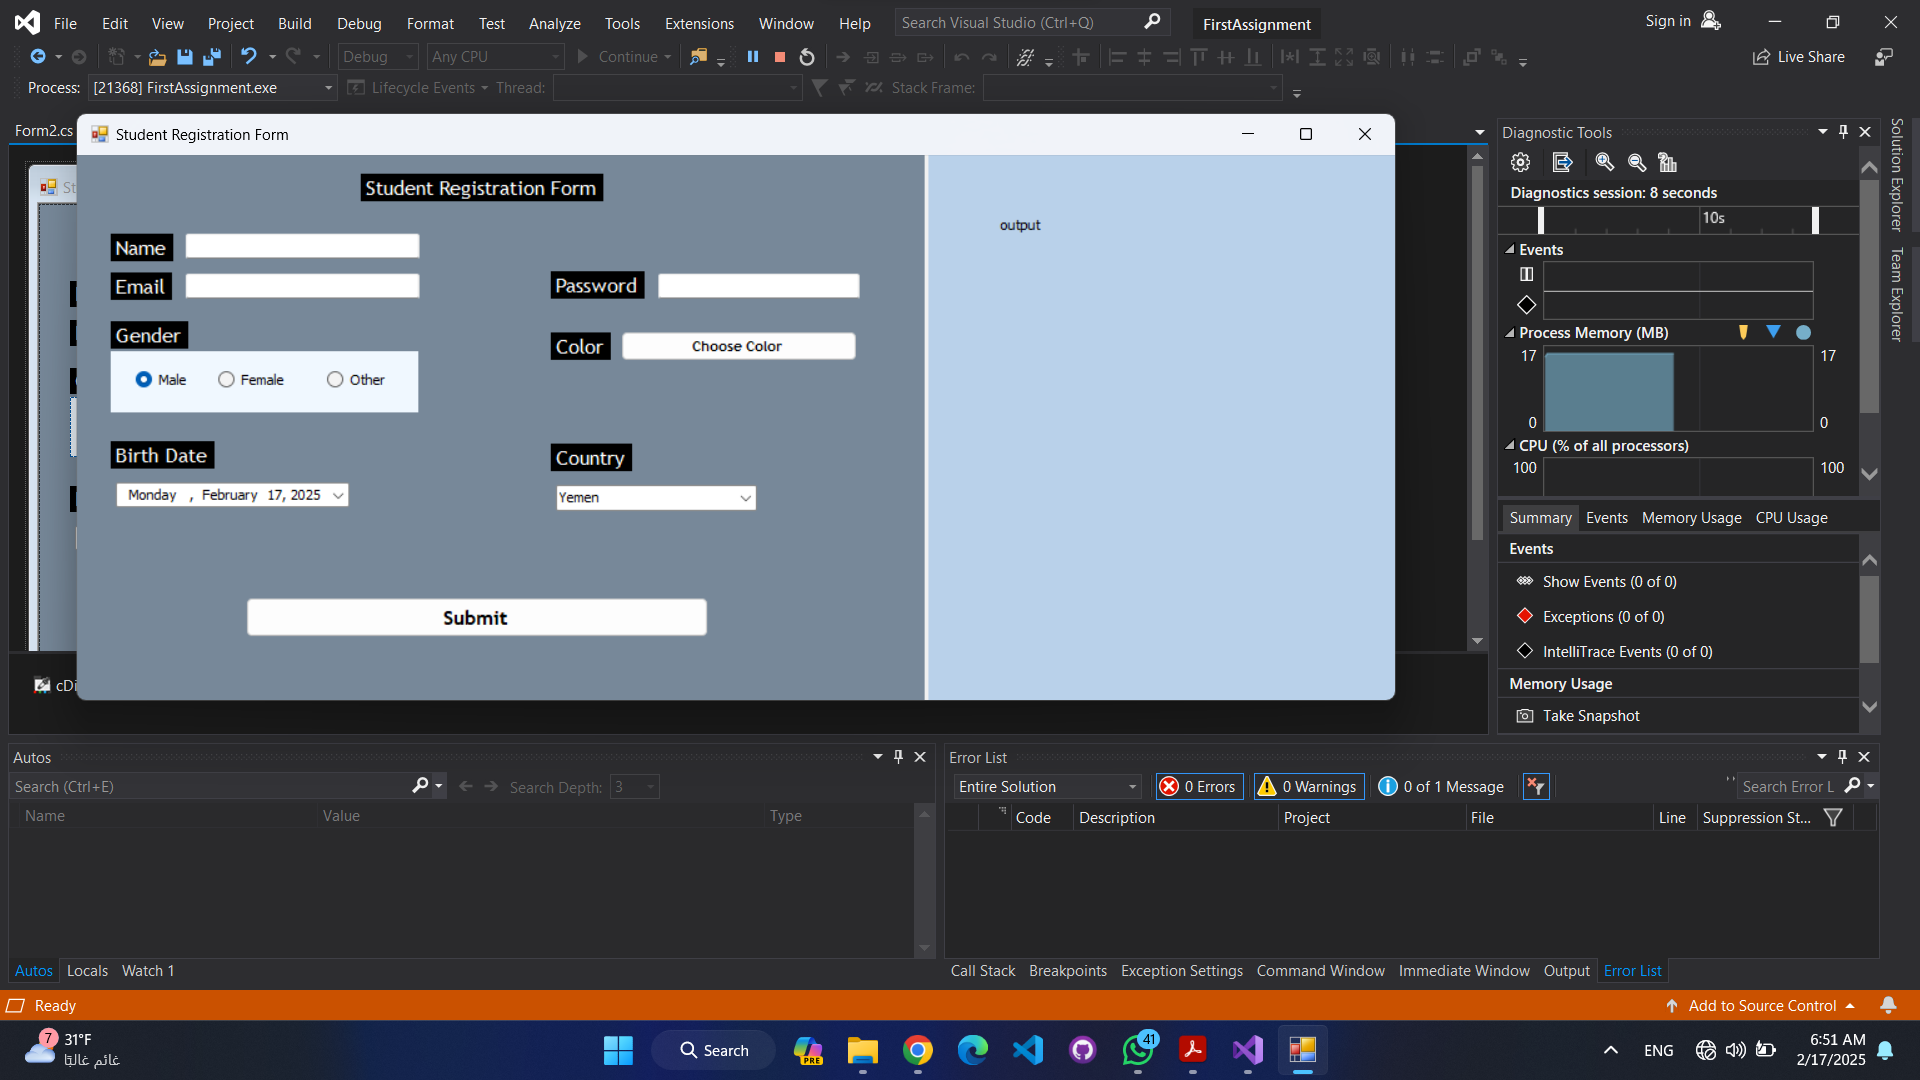 File Edit View Project Build Debug Format Test Analyze Tools Extensions Window Help Search Visual Studio (Ctrl+Q) FirstAssignment Sign in
Debug Any CPU Continue Live Share
Process: [21368] FirstAssignment.exe Lifecycle Events Thread: Stack Frame:
Form2.cs
Student Registration Form
Student Registration Form
Name
Email
Password
Gender
Male Female Other
Color Choose Color
Birth Date
Monday , February 17, 2025
Country
Yemen
Submit
output
St
cDi
Diagnostic Tools
Diagnostics session: 8 seconds
10s
Events
Process Memory (MB)
17 17
0 0
CPU (% of all processors)
100 100
Summary Events Memory Usage CPU Usage
Events
Show Events (0 of 0)
Exceptions (0 of 0)
IntelliTrace Events (0 of 0)
Memory Usage
Take Snapshot
Solution Explorer
Team Explorer
Autos
Search (Ctrl+E) Search Depth: 3
Name Value Type
Autos Locals Watch 1
Error List
Entire Solution 0 Errors 0 Warnings 0 of 1 Message Search Error L
Code Description Project File Line Suppression St...
Call Stack Breakpoints Exception Settings Command Window Immediate Window Output Error List
Ready Add to Source Control
7 31°F
غائم غالبًا
Search PRE 41 ENG
6:51 AM
2/17/2025